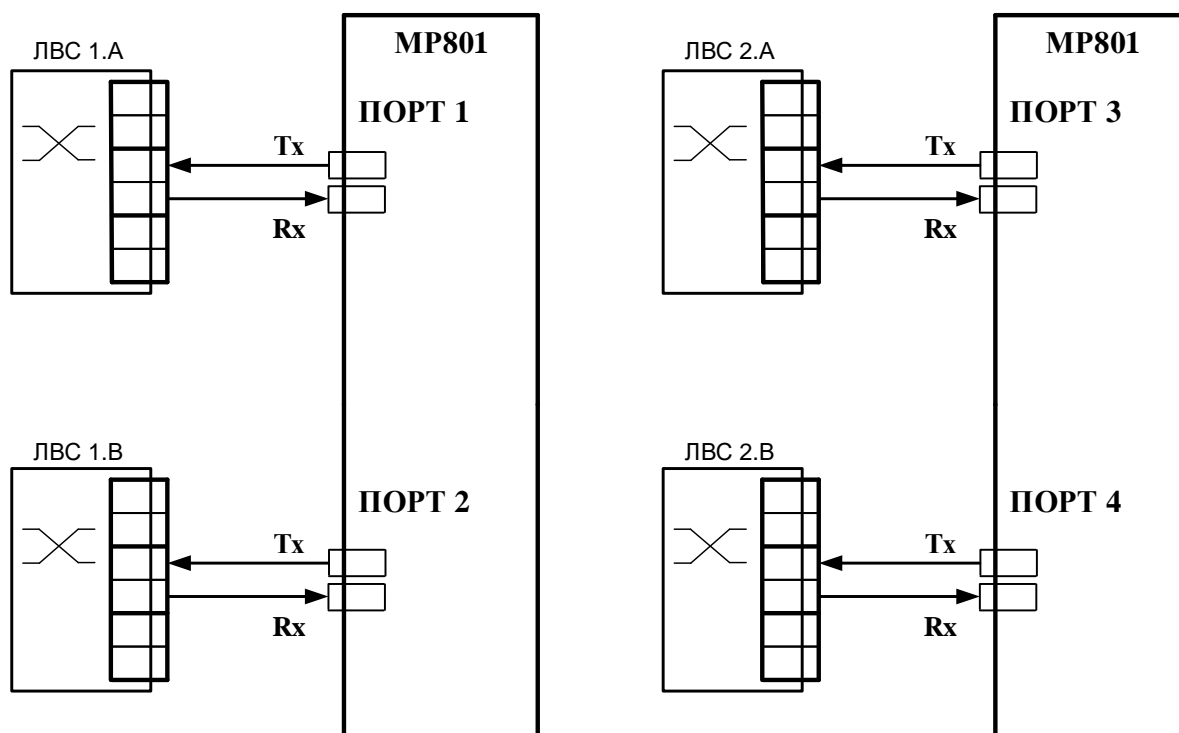 МР801
ЛВС 1.А
ПОРТ 1
Tx
Rx
ЛВС 1.В
ПОРТ 2
Tx
Rx
МР801
ЛВС 2.А
ПОРТ 3
Tx
Rx
ЛВС 2.В
ПОРТ 4
Tx
Rx